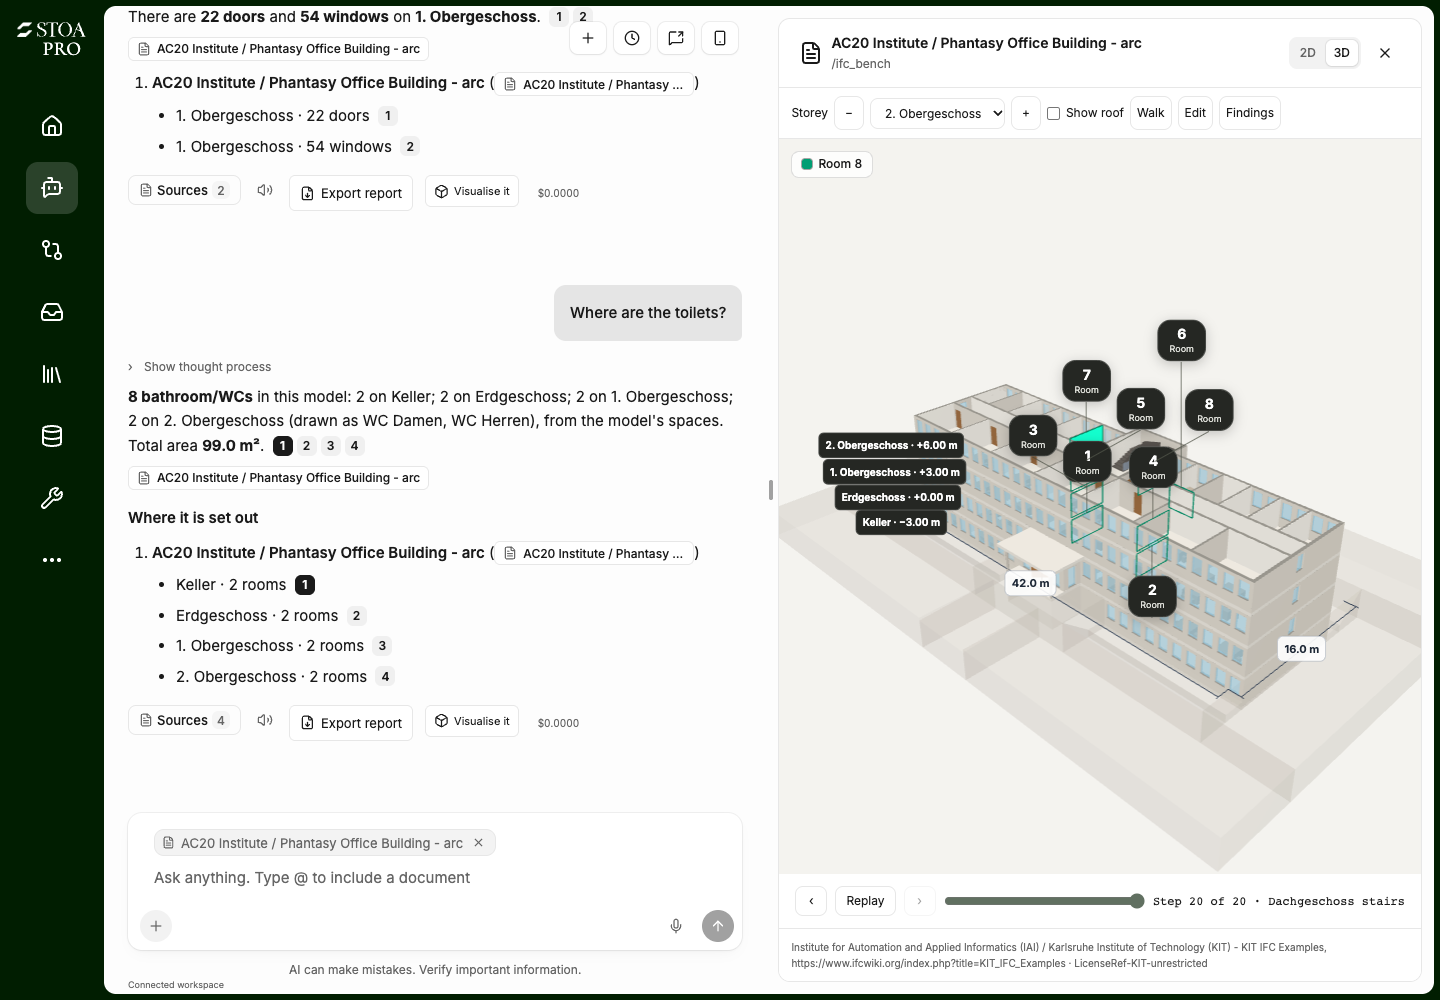 STOA
PRO
There are 22 doors and 54 windows on 1. Obergeschoss. 1 2
AC20 Institute / Phantasy Office Building - arc
1. AC20 Institute / Phantasy Office Building - arc ( AC20 Institute / Phantasy ... )
• 1. Obergeschoss · 22 doors 1
• 1. Obergeschoss · 54 windows 2
Sources 2 Export report Visualise it $0.0000
Where are the toilets?
› Show thought process
8 bathroom/WCs in this model: 2 on Keller; 2 on Erdgeschoss; 2 on 1. Obergeschoss;
2 on 2. Obergeschoss (drawn as WC Damen, WC Herren), from the model's spaces.
Total area 99.0 m². 1 2 3 4
AC20 Institute / Phantasy Office Building - arc
Where it is set out
1. AC20 Institute / Phantasy Office Building - arc ( AC20 Institute / Phantasy ... )
• Keller · 2 rooms 1
• Erdgeschoss · 2 rooms 2
• 1. Obergeschoss · 2 rooms 3
• 2. Obergeschoss · 2 rooms 4
Sources 4 Export report Visualise it $0.0000
AC20 Institute / Phantasy Office Building - arc ×
Ask anything. Type @ to include a document
AI can make mistakes. Verify important information.
Connected workspace
AC20 Institute / Phantasy Office Building - arc
/ifc_bench
2D 3D
Storey − 2. Obergeschoss + Show roof Walk Edit Findings
Room 8
6
Room
7
Room
5
Room
8
Room
3
Room
1
Room
4
Room
2. Obergeschoss · +6.00 m
1. Obergeschoss · +3.00 m
Erdgeschoss · +0.00 m
Keller · −3.00 m
42.0 m
2
Room
16.0 m
‹ Replay › Step 20 of 20 · Dachgeschoss stairs
Institute for Automation and Applied Informatics (IAI) / Karlsruhe Institute of Technology (KIT) - KIT IFC Examples,
https://www.ifcwiki.org/index.php?title=KIT_IFC_Examples · LicenseRef-KIT-unrestricted